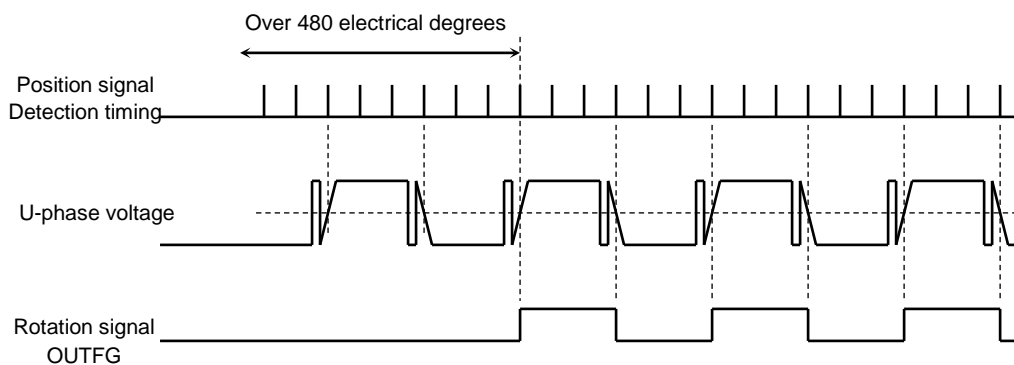 Over 480 electrical degrees
Position signal
Detection timing
U-phase voltage
Rotation signal
OUTFG